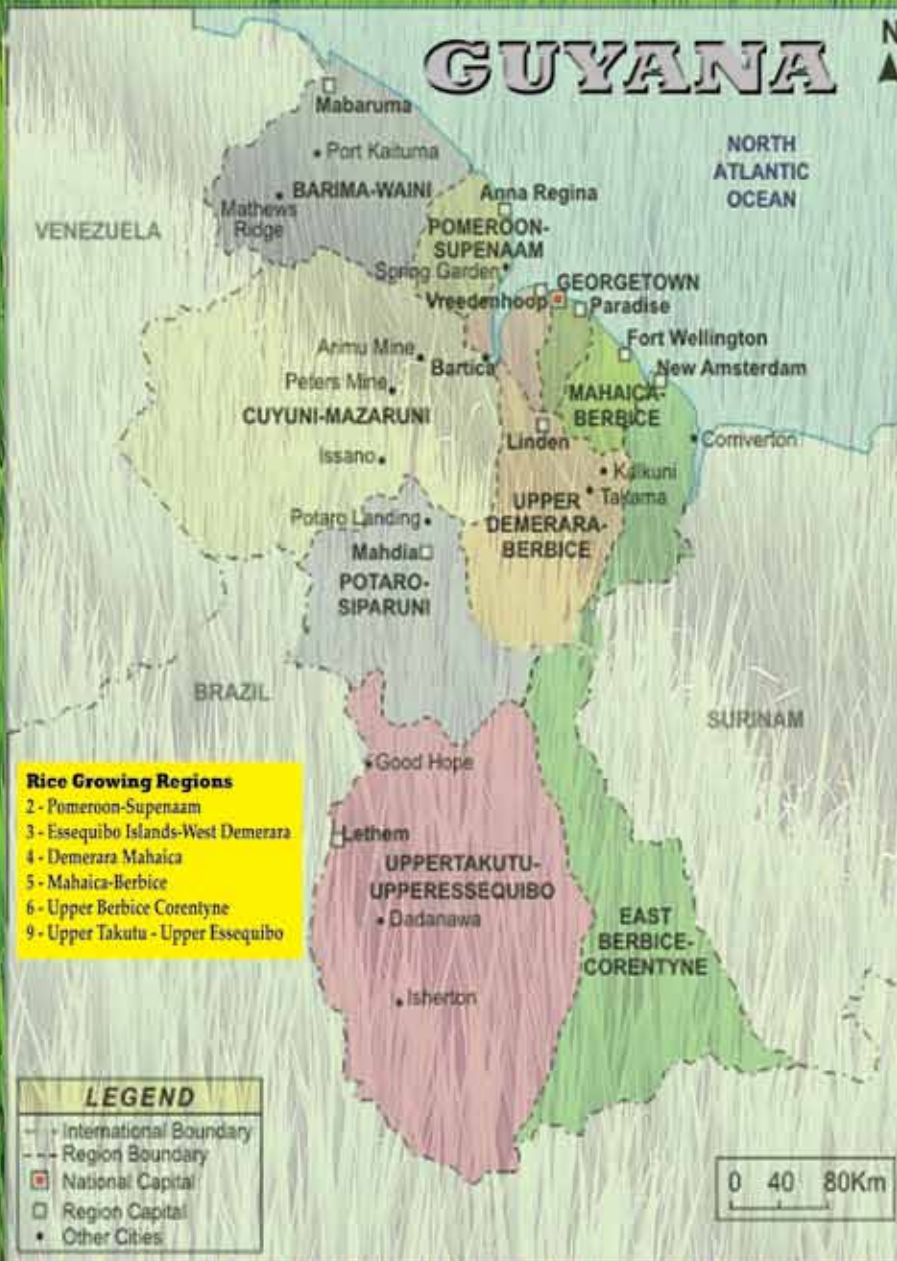 GUYANA
N
Mabaruma
NORTH
ATLANTIC
OCEAN
Port Kaituma
BARIMA-WAINI
Mathews
Ridge
Anna Regina
VENEZUELA
POMEROON-
SUPENAAM
Spring Garden
GEORGETOWN
Vreedenhoop
Paradise
Fort Wellington
Arimu Mine
Bartica
New Amsterdam
Peters Mine
MAHAICA-
BERBICE
CUYUNI-MAZARUNI
Linden
Corriverton
Issano
Kalkuni
Takama
UPPER
DEMERARA-
BERBICE
Potaro Landing
Mahdia
POTARO-
SIPARUNI
BRAZIL
SURINAM
Good Hope
Rice Growing Regions
2 - Pomeroon-Supenaam
3 - Essequibo Islands-West Demerara
4 - Demerara Mahaica
5 - Mahaica-Berbice
6 - Upper Berbice Corentyne
9 - Upper Takutu - Upper Essequibo
Lethem
UPPERTAKUTU-
UPPERESSEQUIBO
Dadanawa
EAST
BERBICE-
CORENTYNE
Isherton
LEGEND
International Boundary
Region Boundary
National Capital
Region Capital
Other Cities
0 40 80Km